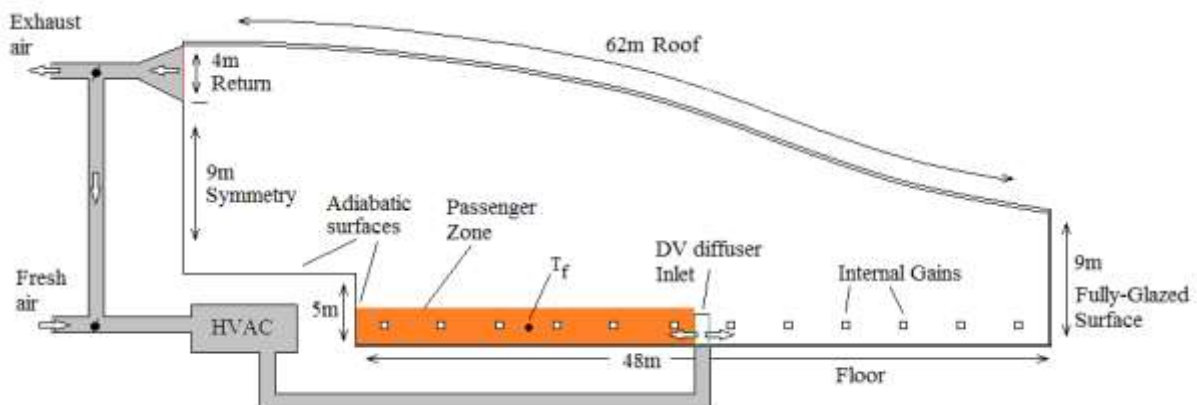 Exhaust
air
62m Roof
4m
Return
9m
Symmetry
Adiabatic
surfaces
Passenger
Zone
DV diffuser
Inlet
T_f
Internal Gains
9m
Fully-Glazed
Surface
Fresh
air
5m
HVAC
48m
Floor